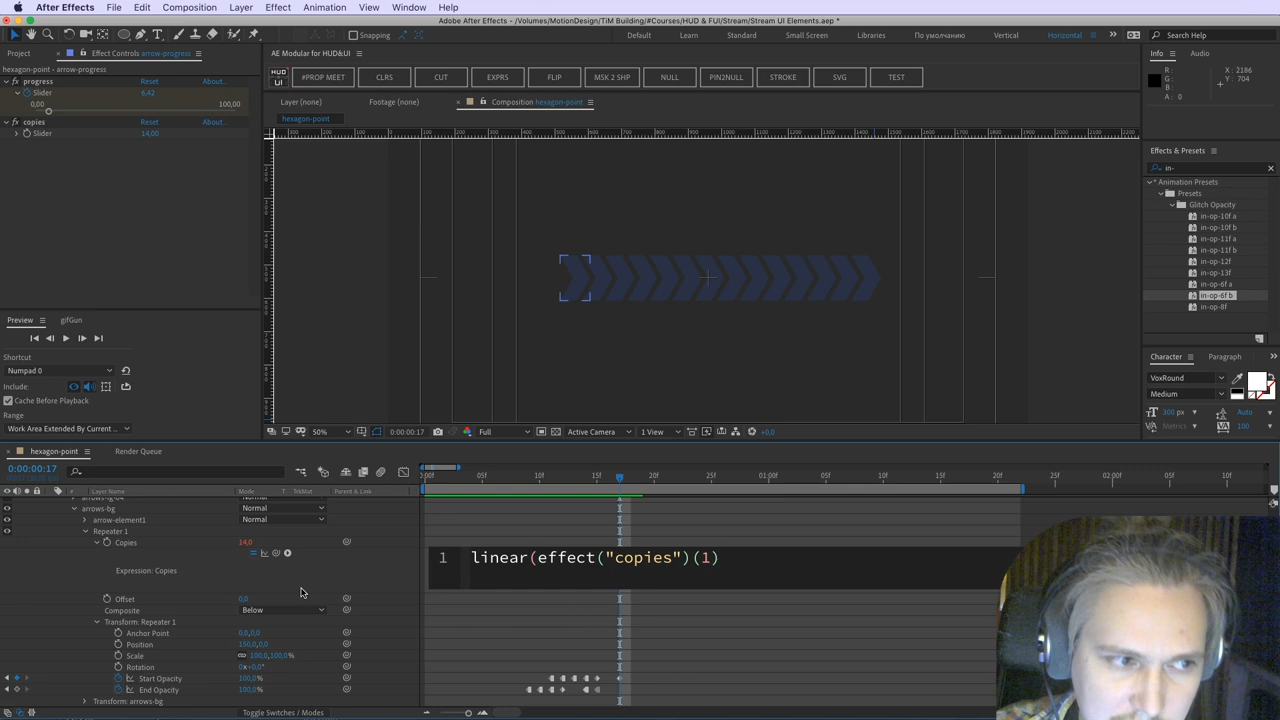 After Effects File Edit Composition Layer Effect Animation View Window Help
Adobe After Effects - /Volumes/MotionDesign/TiM Building/#Courses/HUD & FUI/Stream/Stream UI Elements.aep *
Snapping Default Learn Standard Small Screen Libraries По умолчанию Vertical Horizontal Search Help
Project Effect Controls arrow-progress AE Modular for HUD&UI Info Audio
hexagon-point • arrow-progress
progress Reset About...
Slider 6,42
0,00 100,00
copies Reset About...
Slider 14,00
HUD UI #PROP MEET CLRS CUT EXPRS FLIP MSK 2 SHP NULL PIN2NULL STROKE SVG TEST
R:
G:
B:
A: 0
X: 2186
Y: 704
Layer (none) Footage (none) Composition hexagon-point
hexagon-point
Effects & Presets
in-
* Animation Presets
Presets
Glitch Opacity
in-op-10f a
in-op-10f b
in-op-11f a
in-op-11f b
in-op-12f
in-op-13f
in-op-6f a
in-op-6f b
in-op-8f
Preview gifGun
Shortcut
Numpad 0
Include:
Cache Before Playback
Range
Work Area Extended By Current ...
Character Paragraph
VoxRound
Medium
300 px Auto
Metrics 100
50% 0:00:00:17 Full Active Camera 1 View +0,0
hexagon-point Render Queue
0:00:00:17
:00f 05f 10f 15f 20f 01:00f 05f 10f 15f 20f 02:00f 05f 10f
# Layer Name Mode T TrkMat Parent & Link
arrows-bg Normal
arrow-element1 Normal
Repeater 1
Copies 14,0
Expression: Copies
1 linear(effect("copies")(1)
Offset 0,0
Composite Below
Transform: Repeater 1
Anchor Point 0,0,0,0
Position 150,0,0,0
Scale 100,0,100,0%
Rotation 0x+0,0°
Start Opacity 100,0%
End Opacity 100,0%
Transform: arrows-bg
Toggle Switches / Modes